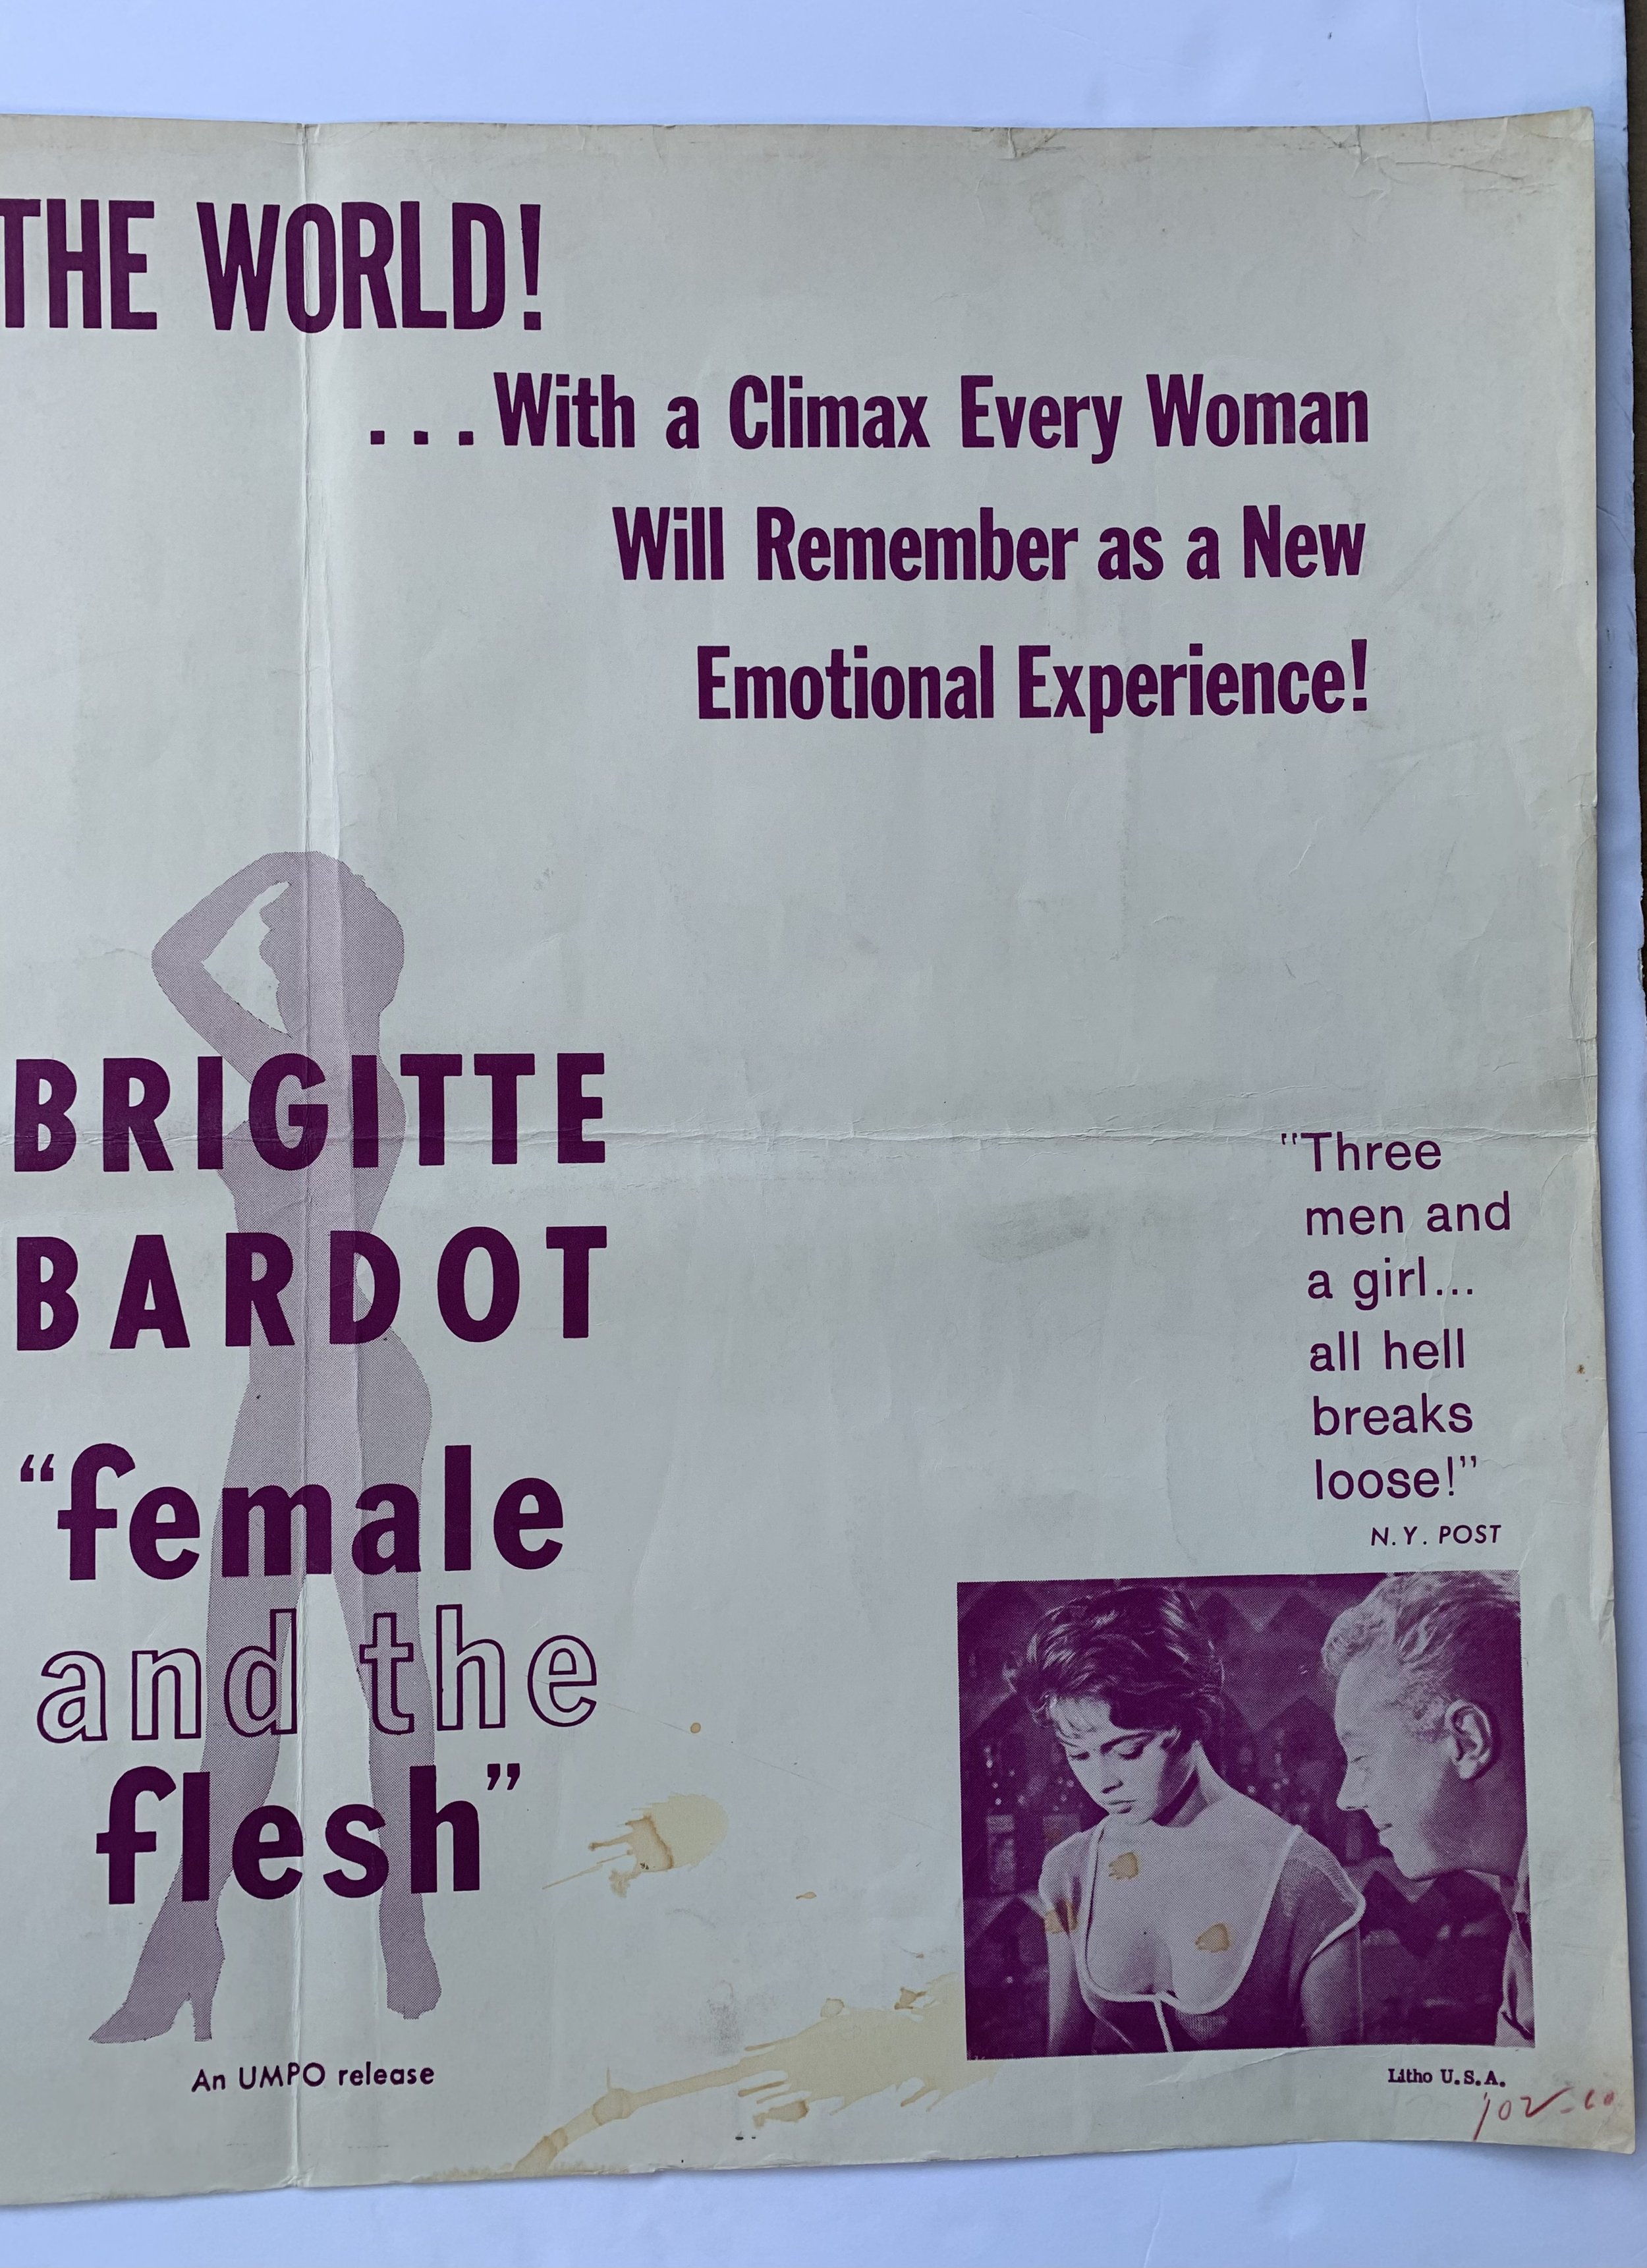 THE WORLD!
...With a Climax Every Woman
Will Remember as a New
Emotional Experience!
BRIGITTE
BARDOT
“female
and the
flesh”
An UMPO release
"Three
men and
a girl...
all hell
breaks
loose!”
N.Y. POST
Litho U.S.A.